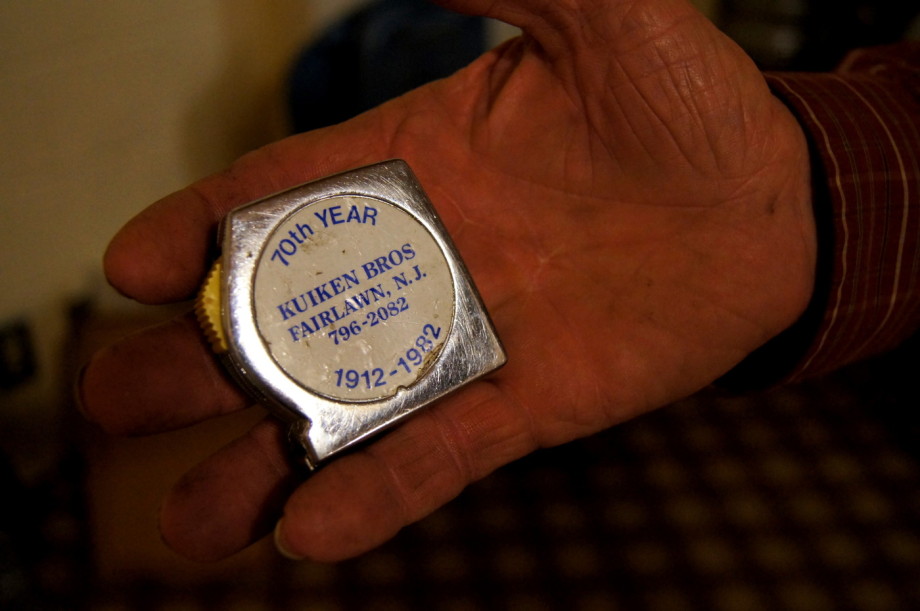 70th YEAR
KUIKEN BROS
FAIRLAWN, N.J.
796-2082
1912-1982